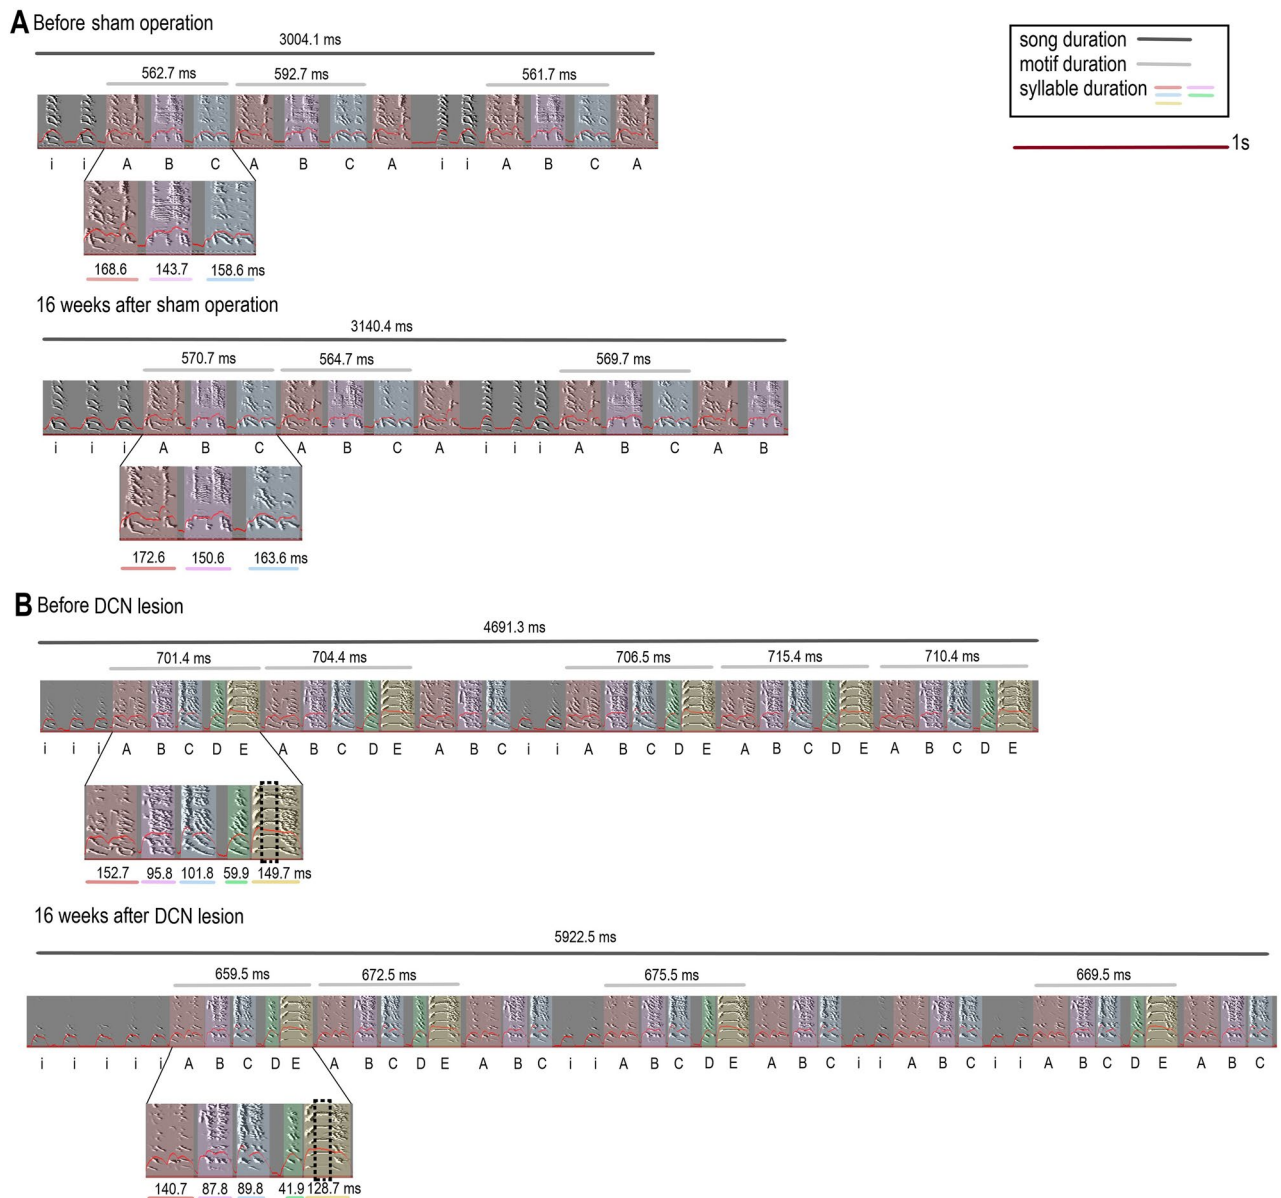 A Before sham operation
3004.1 ms
song duration
motif duration
syllable duration
1s
562.7 ms 592.7 ms 561.7 ms
i i A B C A B C A i i A B C A
168.6 143.7 158.6 ms
16 weeks after sham operation
3140.4 ms
570.7 ms 564.7 ms 569.7 ms
i i i A B C A B C A i i i A B C A B
172.6 150.6 163.6 ms
B Before DCN lesion
4691.3 ms
701.4 ms 704.4 ms 706.5 ms 715.4 ms 710.4 ms
i i i A B C D E A B C D E A B C i i A B C D E A B C D E A B C D E
152.7 95.8 101.8 59.9 149.7 ms
16 weeks after DCN lesion
5922.5 ms
659.5 ms 672.5 ms 675.5 ms 669.5 ms
i i i i i A B C D E A B C D E A B C i i A B C D E A B C i i A B C i i A B C D E A B C
140.7 87.8 89.8 41.9 128.7 ms